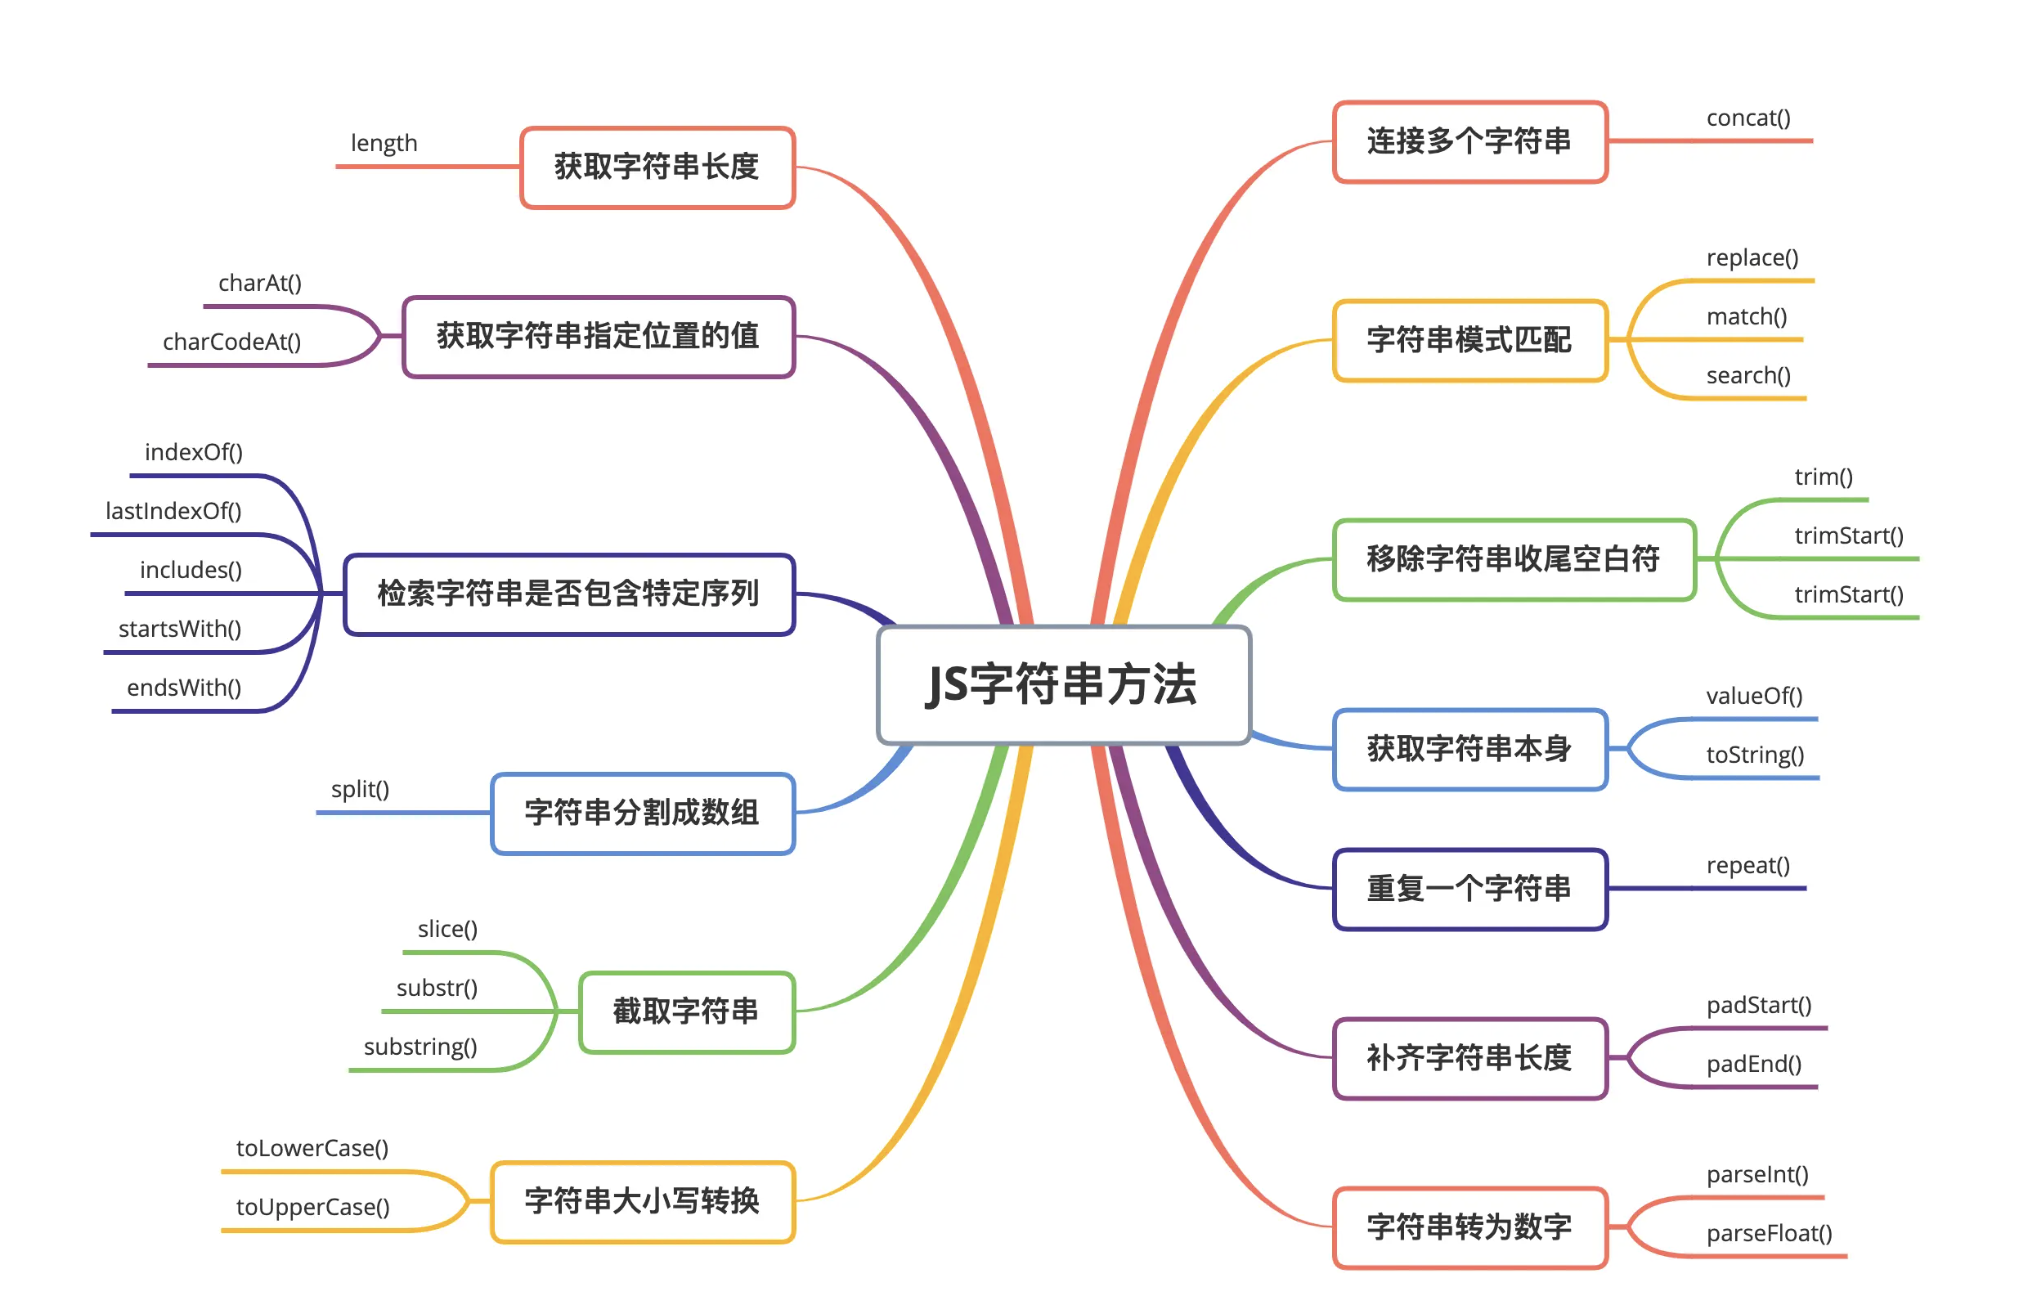 JS字符串方法
获取字符串长度
length
获取字符串指定位置的值
charAt()
charCodeAt()
检索字符串是否包含特定序列
indexOf()
lastIndexOf()
includes()
startsWith()
endsWith()
字符串分割成数组
split()
截取字符串
slice()
substr()
substring()
字符串大小写转换
toLowerCase()
toUpperCase()
连接多个字符串
concat()
字符串模式匹配
replace()
match()
search()
移除字符串收尾空白符
trim()
trimStart()
trimStart()
获取字符串本身
valueOf()
toString()
重复一个字符串
repeat()
补齐字符串长度
padStart()
padEnd()
字符串转为数字
parseInt()
parseFloat()